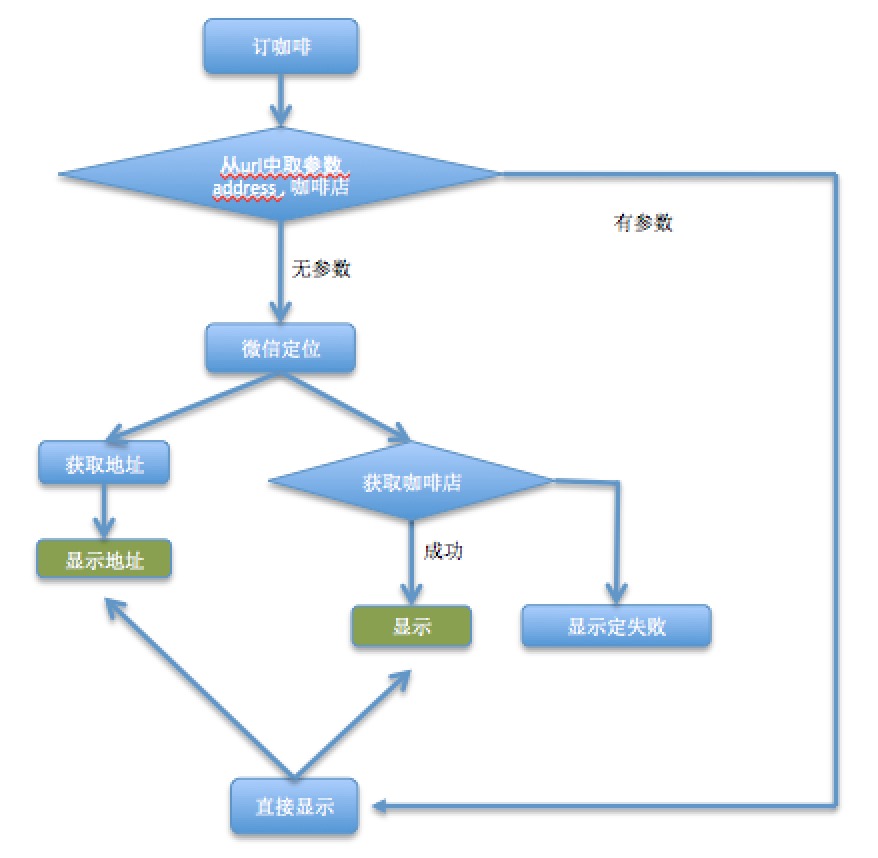 订咖啡
从url中取参数
address，咖啡店
有参数
无参数
微信定位
获取地址
获取咖啡店
成功
显示地址
显示
显示定失败
直接显示